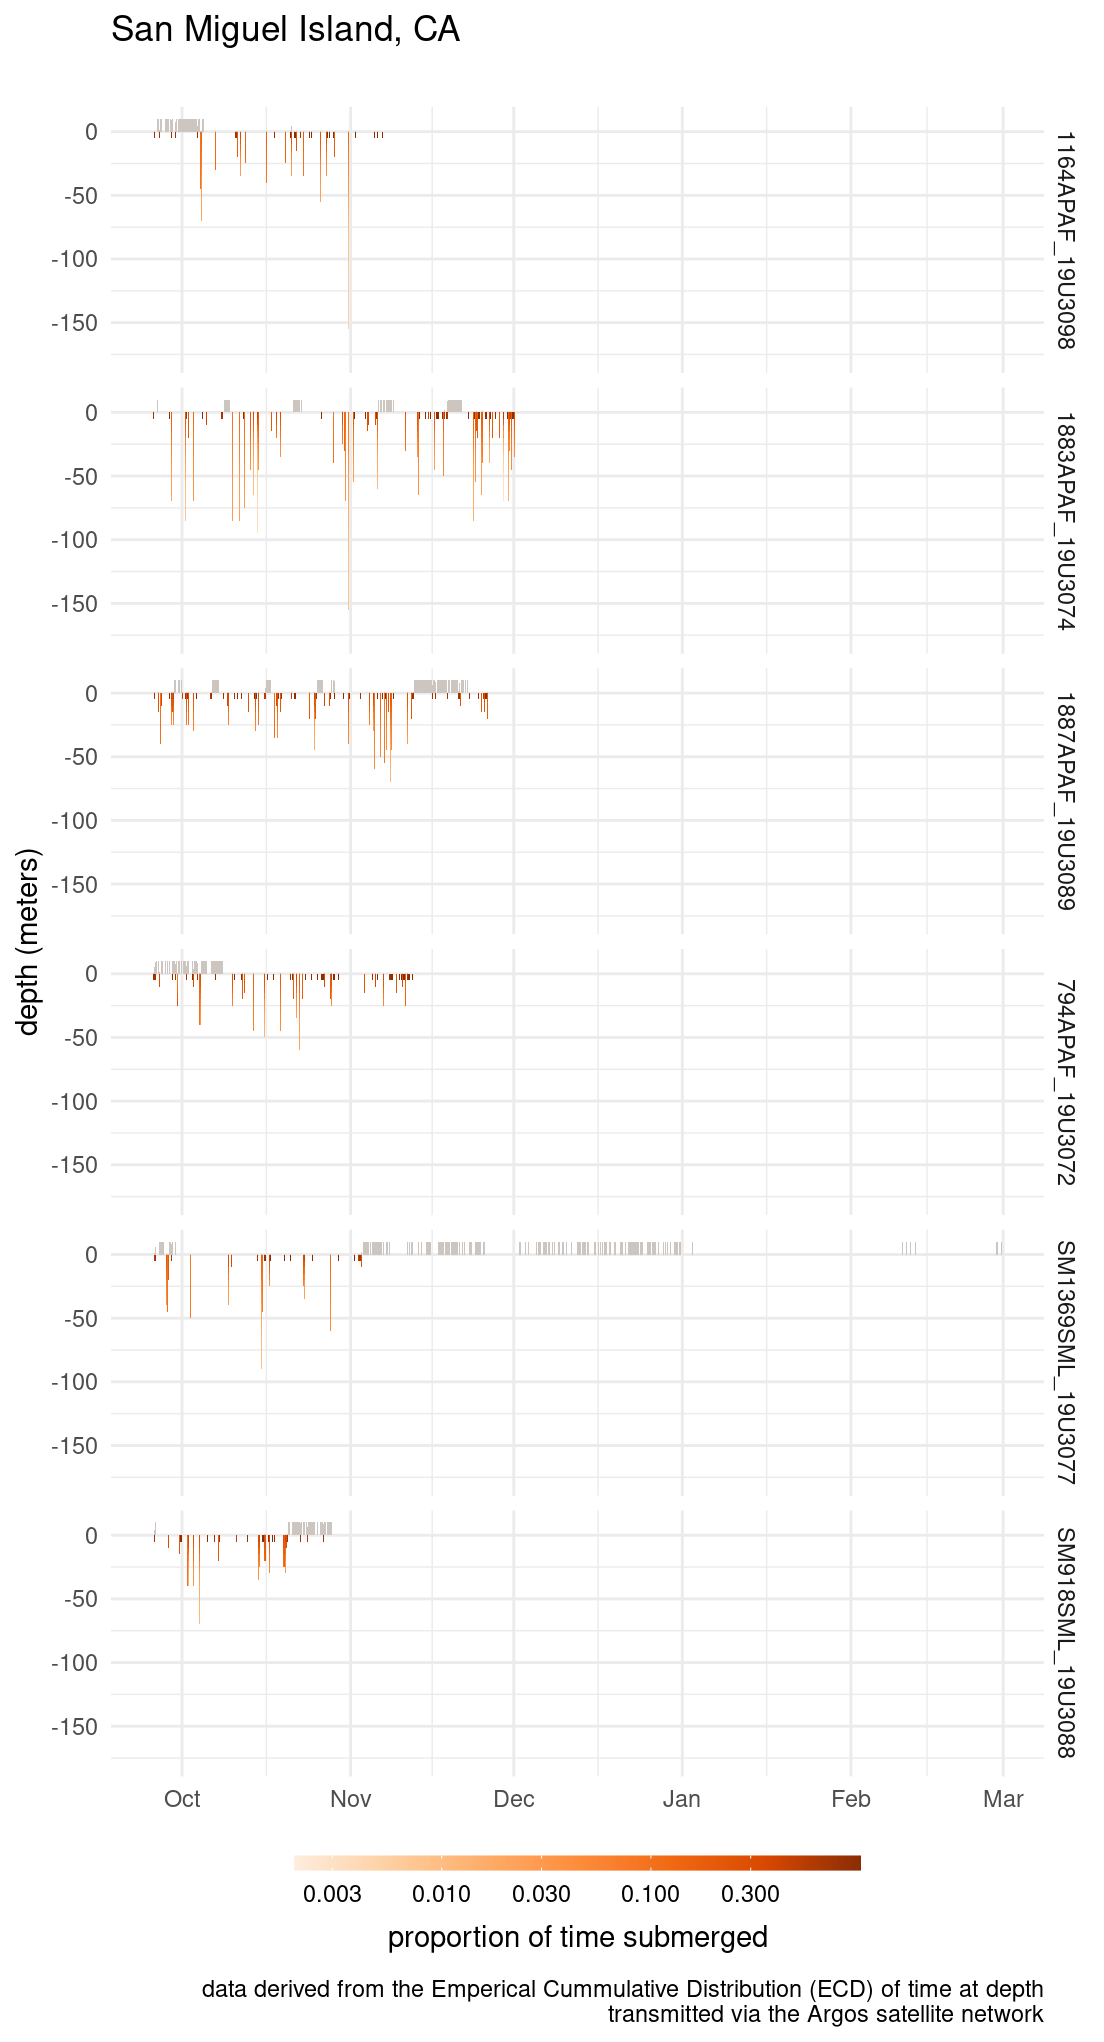 San Miguel Island, CA
0
-50
-100
-150
1164APAF_19U3098
0
-50
-100
-150
1883APAF_19U3074
0
-50
-100
-150
1887APAF_19U3089
depth (meters)
0
-50
-100
-150
794APAF_19U3072
0
-50
-100
-150
SM1369SML_19U3077
0
-50
-100
-150
SM918SML_19U3088
Oct Nov Dec Jan Feb Mar
0.003 0.010 0.030 0.100 0.300
proportion of time submerged
data derived from the Emperical Cummulative Distribution (ECD) of time at depth
transmitted via the Argos satellite network